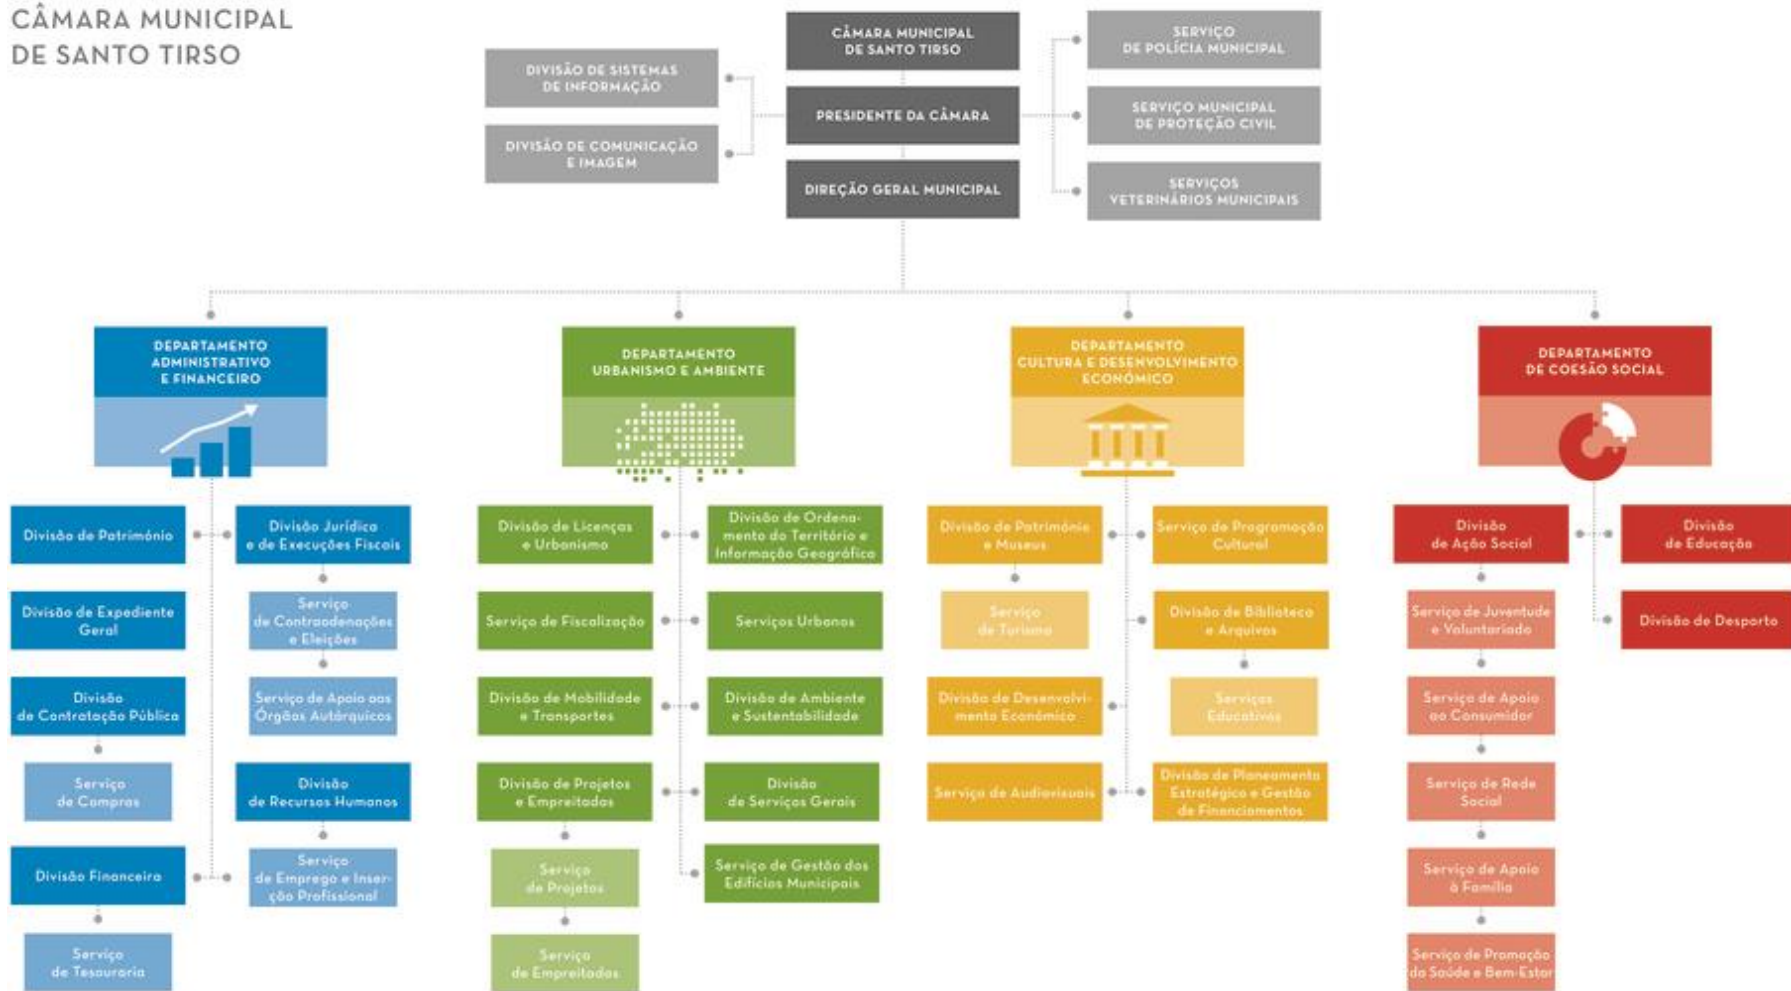 CÂMARA MUNICIPAL
DE SANTO TIRSO
CÂMARA MUNICIPAL
DE SANTO TIRSO
PRESIDENTE DA CÂMARA
DIREÇÃO GERAL MUNICIPAL
DIVISÃO DE SISTEMAS
DE INFORMAÇÃO
DIVISÃO DE COMUNICAÇÃO
E IMAGEM
SERVIÇO
DE POLÍCIA MUNICIPAL
SERVIÇO MUNICIPAL
DE PROTEÇÃO CIVIL
SERVIÇOS
VETERINÁRIOS MUNICIPAIS
DEPARTAMENTO
ADMINISTRATIVO
E FINANCEIRO
Divisão de Património
Divisão de Expediente
Geral
Divisão
de Contratação Pública
Serviço
de Compras
Divisão Financeira
Serviço
de Tesouraria
Divisão Jurídica
e de Execuções Fiscais
Serviço
de Contraodenações
e Eleições
Serviço de Apoio aos
Órgãos Autárquicos
Divisão
de Recursos Humanos
Serviço
de Emprego e Inser-
ção Profissional
DEPARTAMENTO
URBANISMO E AMBIENTE
Divisão de Licenças
e Urbanismo
Serviço de Fiscalização
Divisão de Mobilidade
e Transportes
Divisão de Projetos
e Empreitadas
Serviço
de Projetos
Serviço
de Empreitadas
Divisão de Ordena-
mento do Território e
Informação Geográfica
Serviços Urbanos
Divisão de Ambiente
e Sustentabilidade
Divisão
de Serviços Gerais
Serviço de Gestão dos
Edifícios Municipais
DEPARTAMENTO
CULTURA E DESENVOLVIMENTO
ECONÓMICO
Divisão de Património
e Museus
Serviço
de Turismo
Divisão de Desenvolvi-
mento Económico
Serviço de Audiovisuais
Serviço de Programação
Cultural
Divisão de Biblioteca
e Arquivos
Serviços
Educativos
Divisão de Planeamento
Estratégico e Gestão
de Financiamentos
DEPARTAMENTO
DE COESÃO SOCIAL
Divisão
de Ação Social
Serviço de Juventude
e Voluntariado
Serviço de Apoio
ao Consumidor
Serviço de Rede
Social
Serviço de Apoio
à Família
Serviço de Promoção
da Saúde e Bem-Estar
Divisão
de Educação
Divisão de Desporto